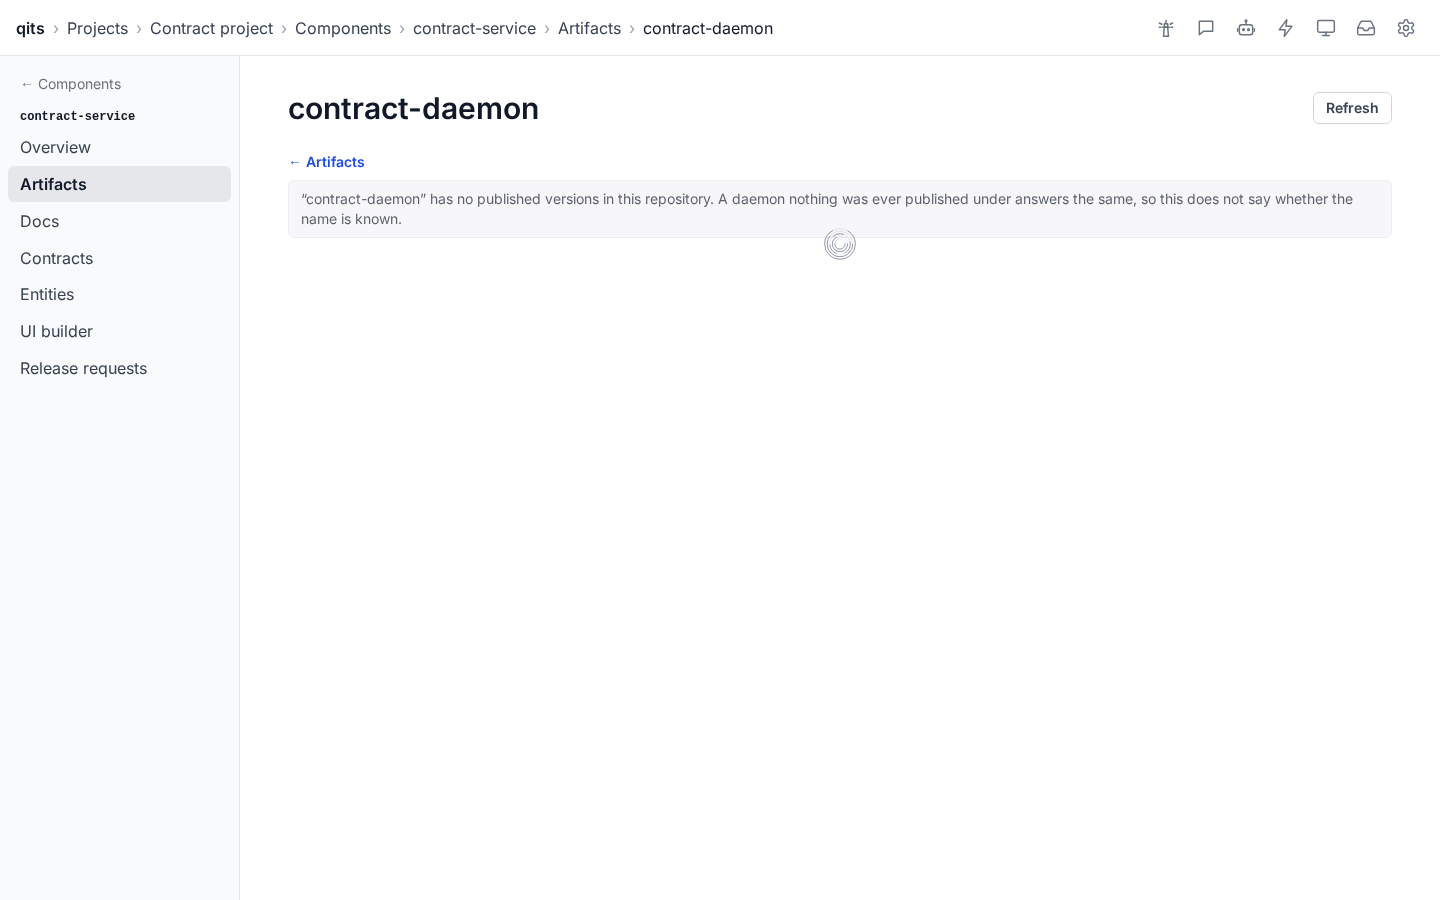 qits › Projects › Contract project › Components › contract-service › Artifacts › contract-daemon
← Components
contract-service
Overview
Artifacts
Docs
Contracts
Entities
UI builder
Release requests
contract-daemon
Refresh
← Artifacts
“contract-daemon” has no published versions in this repository. A daemon nothing was ever published under answers the same, so this does not say whether the
name is known.